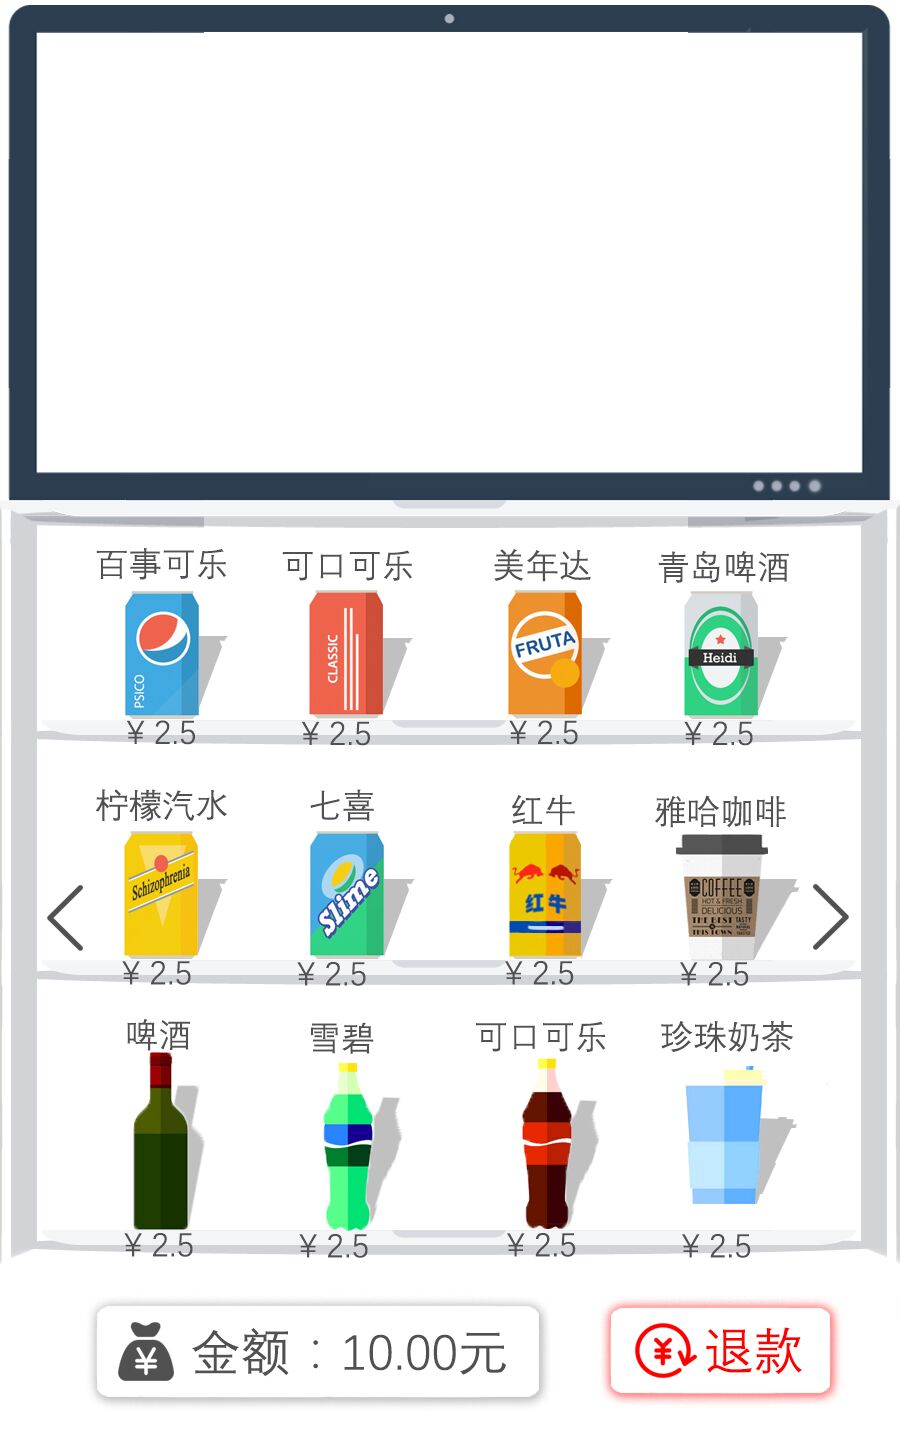 百事可乐 可口可乐 美年达 青岛啤酒
PSICO CLASSIC FRUTA Heidi
¥ 2.5 ¥ 2.5 ¥ 2.5 ¥ 2.5
柠檬汽水 七喜 红牛 雅哈咖啡
Schizophrenia Slime 红牛 COFFEE
HOT & FRESH
DELICIOUS
THE BEST
THIS TOWN
TASTY
¥ 2.5 ¥ 2.5 ¥ 2.5 ¥ 2.5
啤酒 雪碧 可口可乐 珍珠奶茶
¥ 2.5 ¥ 2.5 ¥ 2.5 ¥ 2.5
¥ 金额：10.00元 ¥ 退款